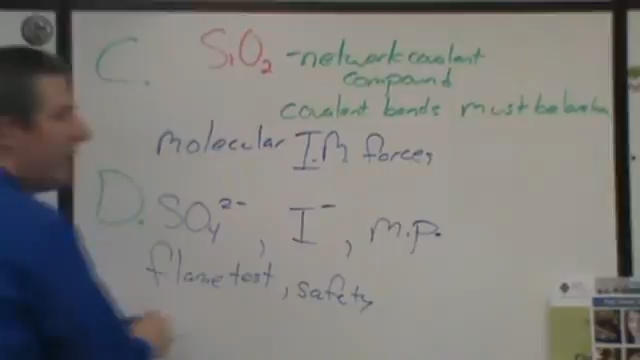 C. SiO2 - network covalent
compound
covalent bonds must be broken
molecular I.M forces
D. SO4 2-, I-, m.p.
flame test, safety